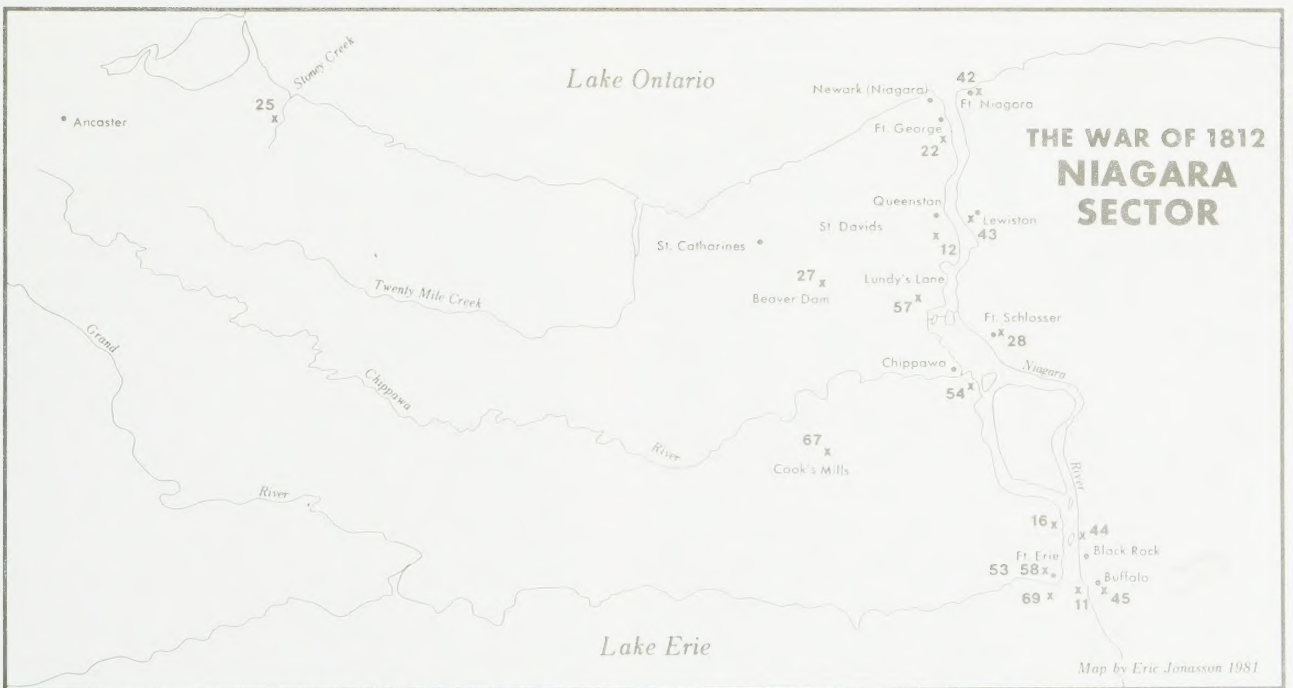 Stoney Creek
Lake Ontario
42
Newark (Niagara)
Ft. Niagara
25
Ancaster
Ft. George
22
THE WAR OF 1812
NIAGARA
SECTOR
Queenston
Lewiston
43
St. Davids
12
St. Catharines
27
Beaver Dam
Lundy's Lane
57
Twenty Mile Creek
Ft. Schlosser
28
Grand
Chippawa
Chippawa
54
Niagara
River
67
Cook's Mills
River
River
16
44
Black Rock
Ft. Erie
53 58
Buffalo
69
11
45
Lake Erie
Map by Eric Jonasson 1981